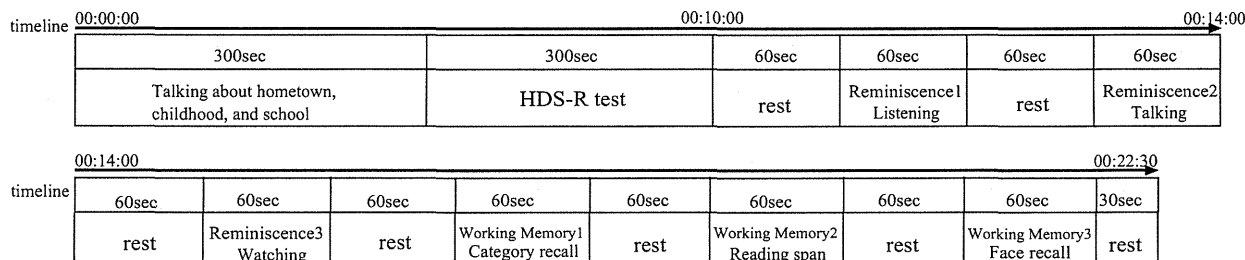 timeline 00:00:00 00:10:00 00:14:00
300sec 300sec 60sec 60sec 60sec 60sec
Talking about hometown,
childhood, and school
HDS-R test
rest
Reminiscence1
Listening
rest
Reminiscence2
Talking
timeline 00:14:00 00:22:30
60sec 60sec 60sec 60sec 60sec 60sec 60sec 60sec 30sec
rest
Reminiscence3
Watching
rest
Working Memory1
Category recall
rest
Working Memory2
Reading span
rest
Working Memory3
Face recall
rest